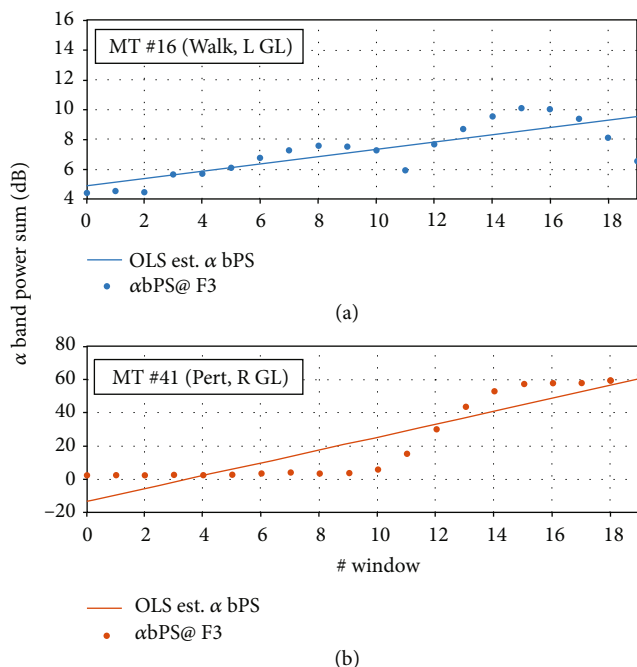 α band power sum (dB)
16
14
12
10
8
6
4
MT #16 (Walk, L GL)
0 2 4 6 8 10 12 14 16 18
OLS est. α bPS
αbPS@ F3
(a)
80
60
40
20
0
−20
MT #41 (Pert, R GL)
0 2 4 6 8 10 12 14 16 18
# window
OLS est. α bPS
αbPS@ F3
(b)